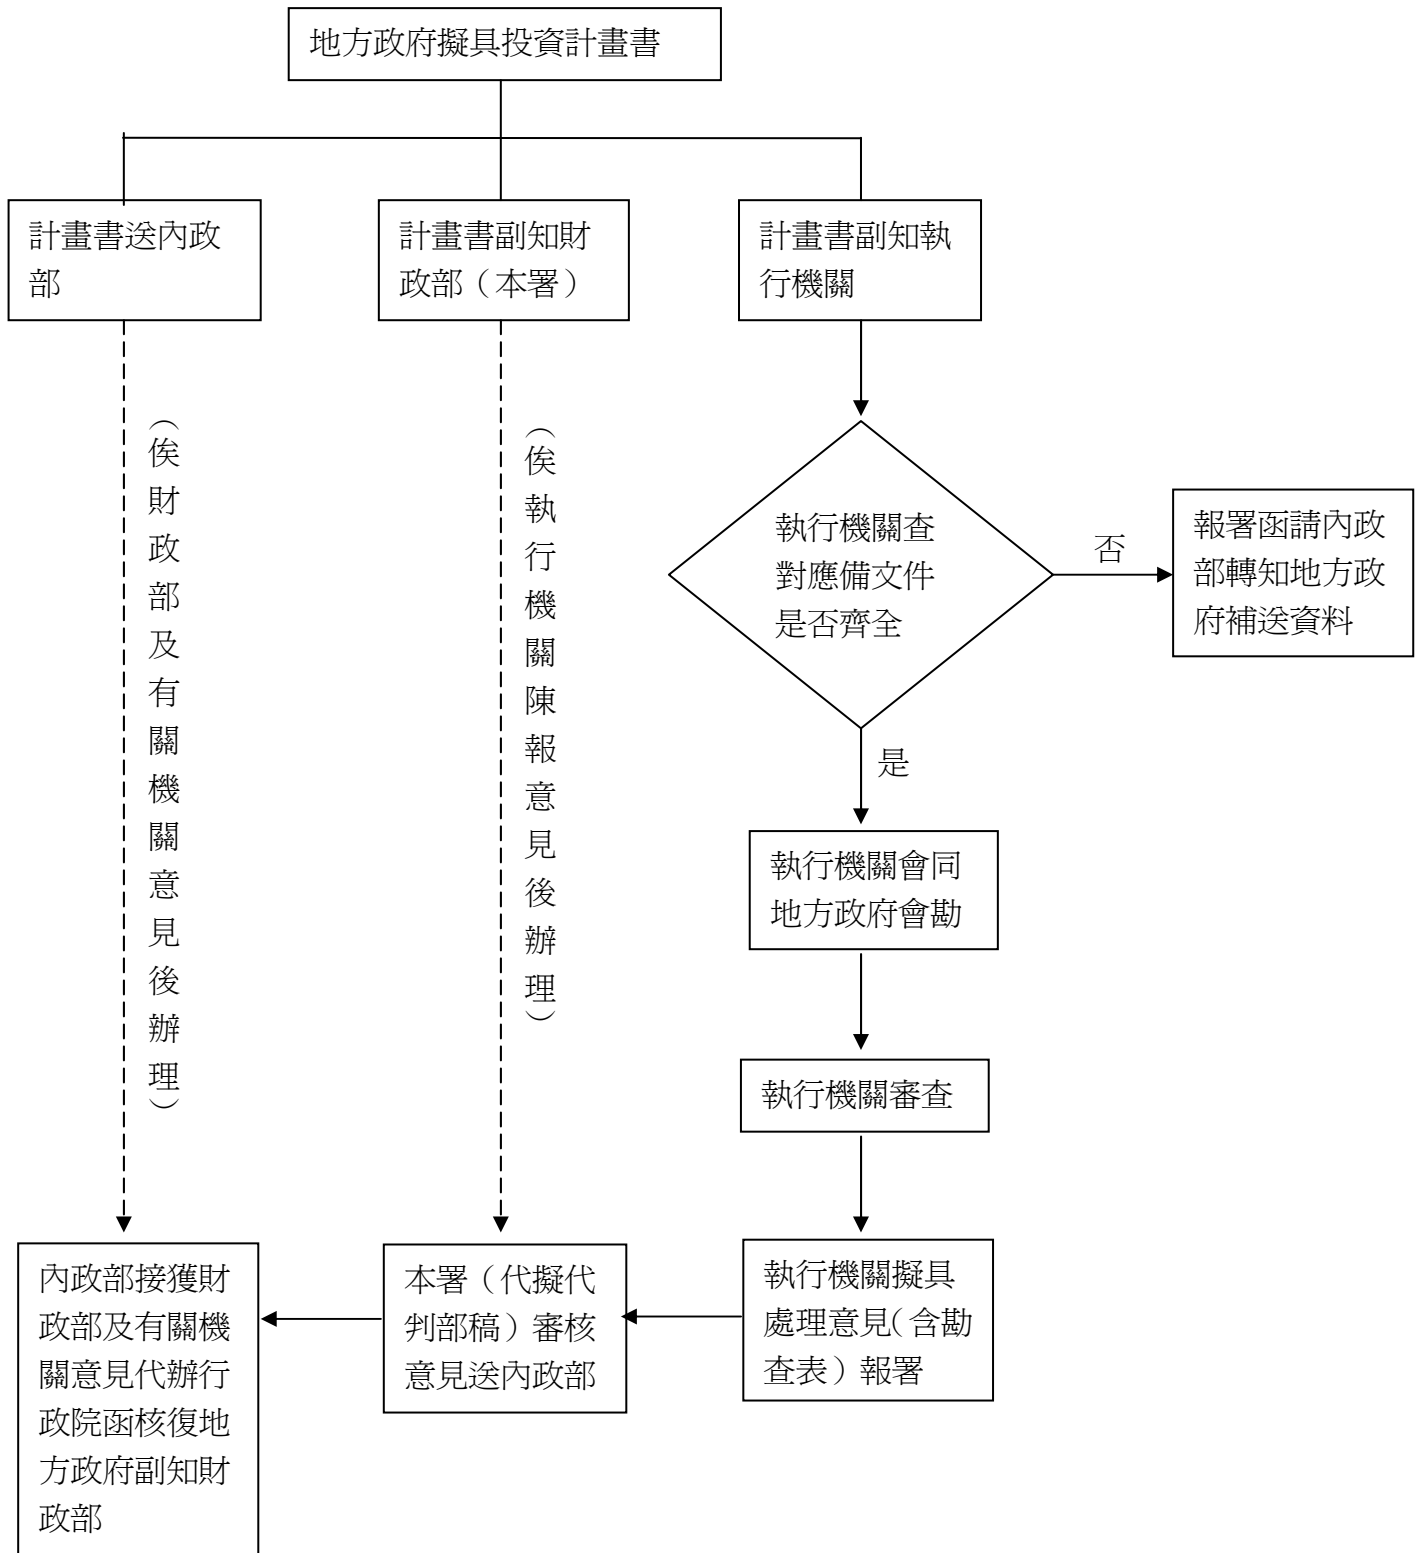 地方政府擬具投資計畫書
計畫書送內政
部
計畫書副知財
政部（本署）
計畫書副知執
行機關
（俟財政部及有關機關意見後辦理）
（俟執行機關陳報意見後辦理）
執行機關查
對應備文件
是否齊全
否
報署函請內政
部轉知地方政
府補送資料
是
執行機關會同
地方政府會勘
執行機關審查
內政部接獲財
政部及有關機
關意見代辦行
政院函核復地
方政府副知財
政部
本署（代擬代
判部稿）審核
意見送內政部
執行機關擬具
處理意見（含勘
查表）報署